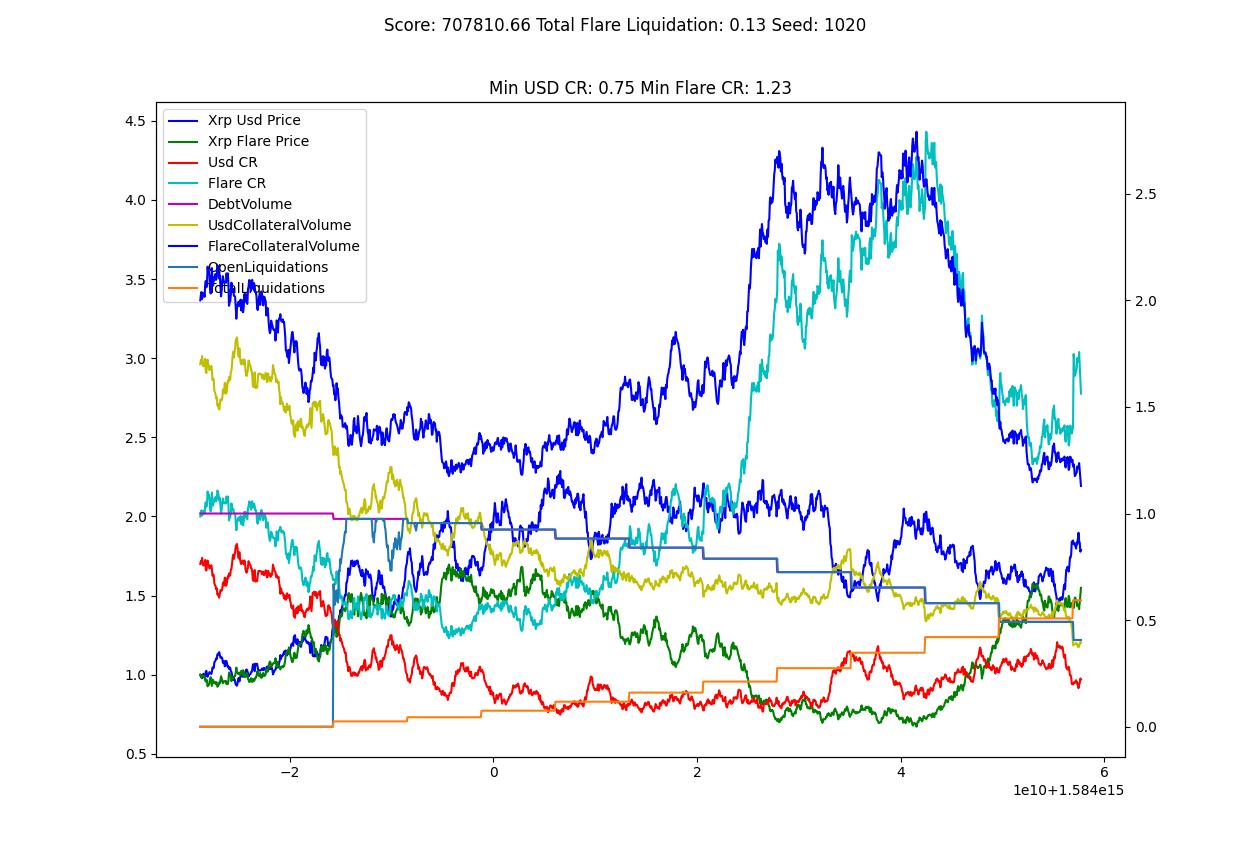 Score: 707810.66 Total Flare Liquidation: 0.13 Seed: 1020
Min USD CR: 0.75 Min Flare CR: 1.23
Xrp Usd Price
Xrp Flare Price
Usd CR
Flare CR
DebtVolume
UsdCollateralVolume
FlareCollateralVolume
OpenLiquidations
TotalLiquidations
4.5
4.0
3.5
3.0
2.5
2.0
1.5
1.0
0.5
2.5
2.0
1.5
1.0
0.5
0.0
−2
0
2
4
6
1e10+1.584e15